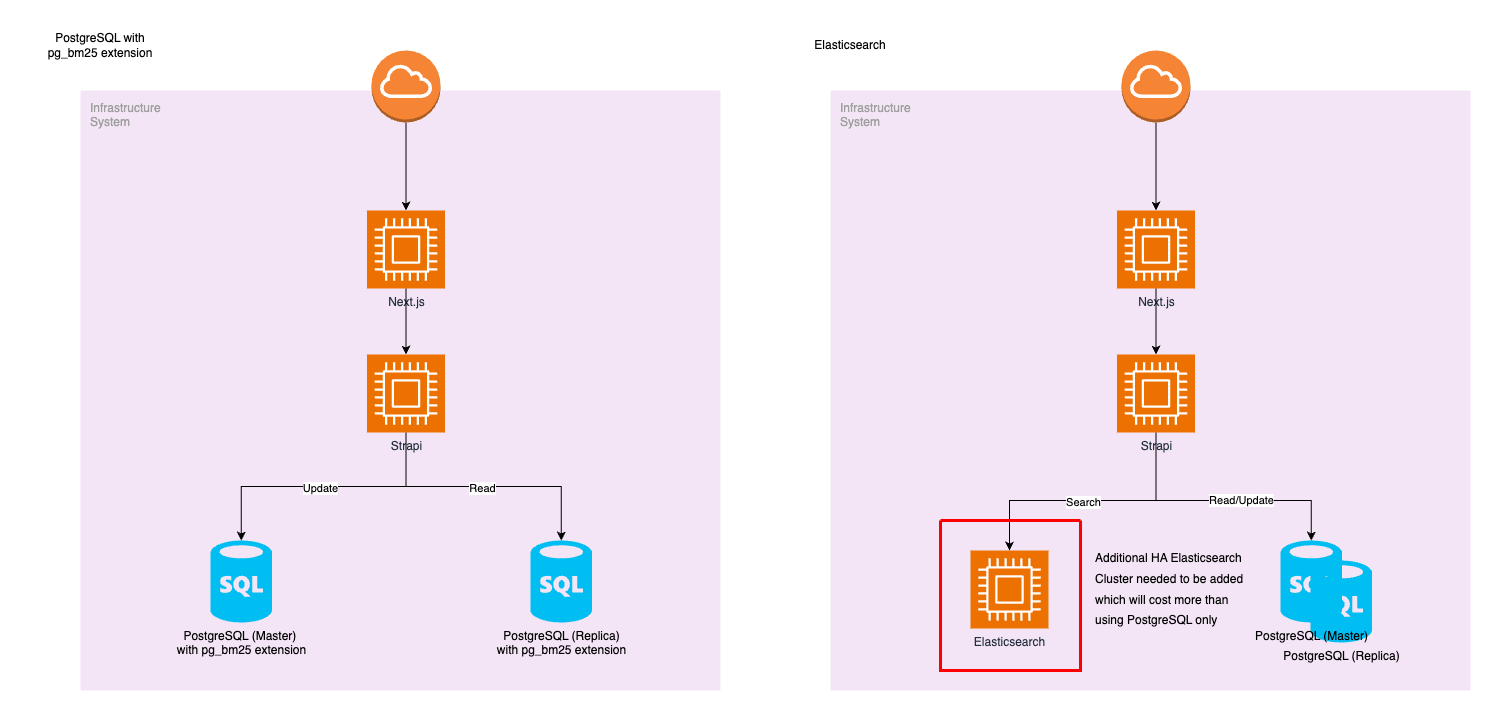 PostgreSQL with
pg_bm25 extension
Infrastructure
System
Next.js
Strapi
Update
Read
SQL
SQL
PostgreSQL (Master)
with pg_bm25 extension
PostgreSQL (Replica)
with pg_bm25 extension
Elasticsearch
Infrastructure
System
Next.js
Strapi
Search
Read/Update
Elasticsearch
Additional HA Elasticsearch
Cluster needed to be added
which will cost more than
using PostgreSQL only
PostgreSQL (Master)
PostgreSQL (Replica)